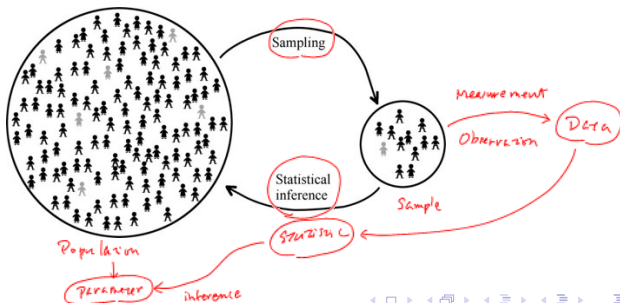 Sampling
Measurement
Data
Observation
Statistical
inference
Sample
Statistic
Population
Parameter
inference